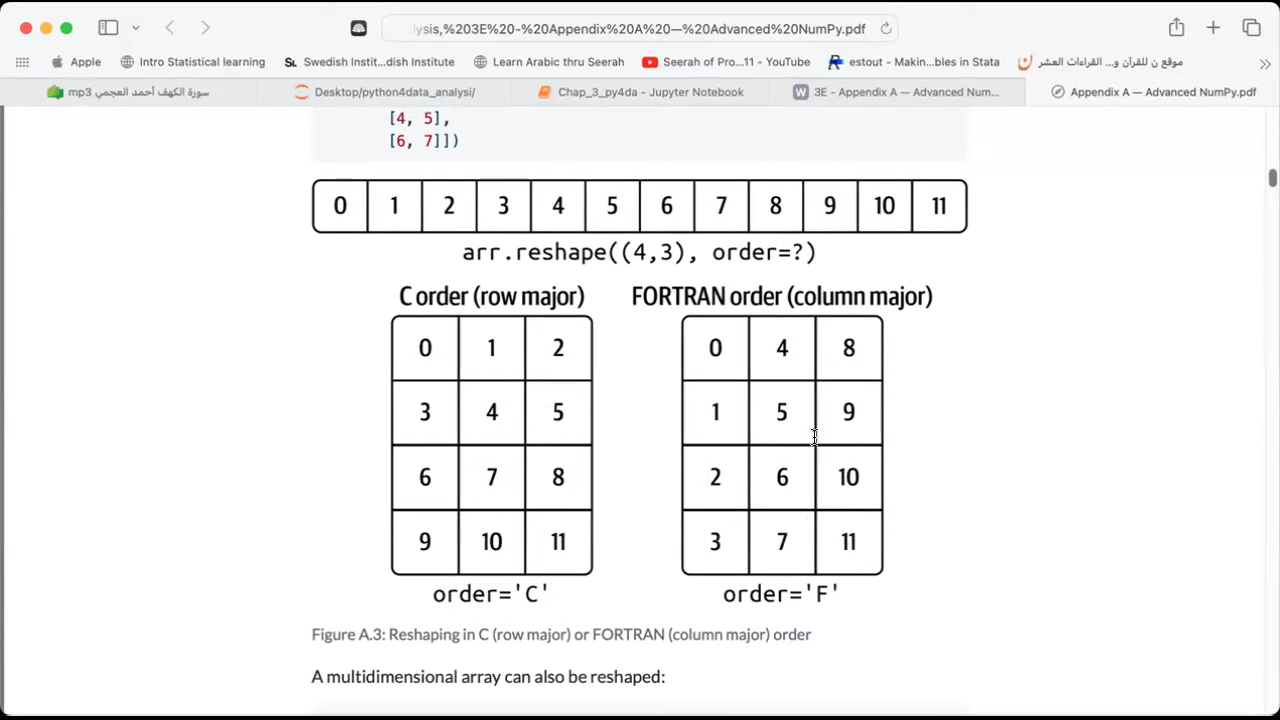 lysis,%203E%20-%20Appendix%20A%20—%20Advanced%20NumPy.pdf
Apple
Intro Statistical learning
SL Swedish Instit...dish Institute
Learn Arabic thru Seerah
Seerah of Pro...11 - YouTube
estout - Makin...bles in Stata
موقع ن للقرآن و... القراءات العشر
سورة الكهف أحمد العجمي mp3
Desktop/python4data_analysi/
Chap_3_py4da - Jupyter Notebook
W 3E - Appendix A — Advanced Num...
Appendix A — Advanced NumPy.pdf
[4, 5],
[6, 7]])
0 1 2 3 4 5 6 7 8 9 10 11
arr.reshape((4,3), order=?)
C order (row major)
0 1 2
3 4 5
6 7 8
9 10 11
order='C'
FORTRAN order (column major)
0 4 8
1 5 9
2 6 10
3 7 11
order='F'
Figure A.3: Reshaping in C (row major) or FORTRAN (column major) order
A multidimensional array can also be reshaped: